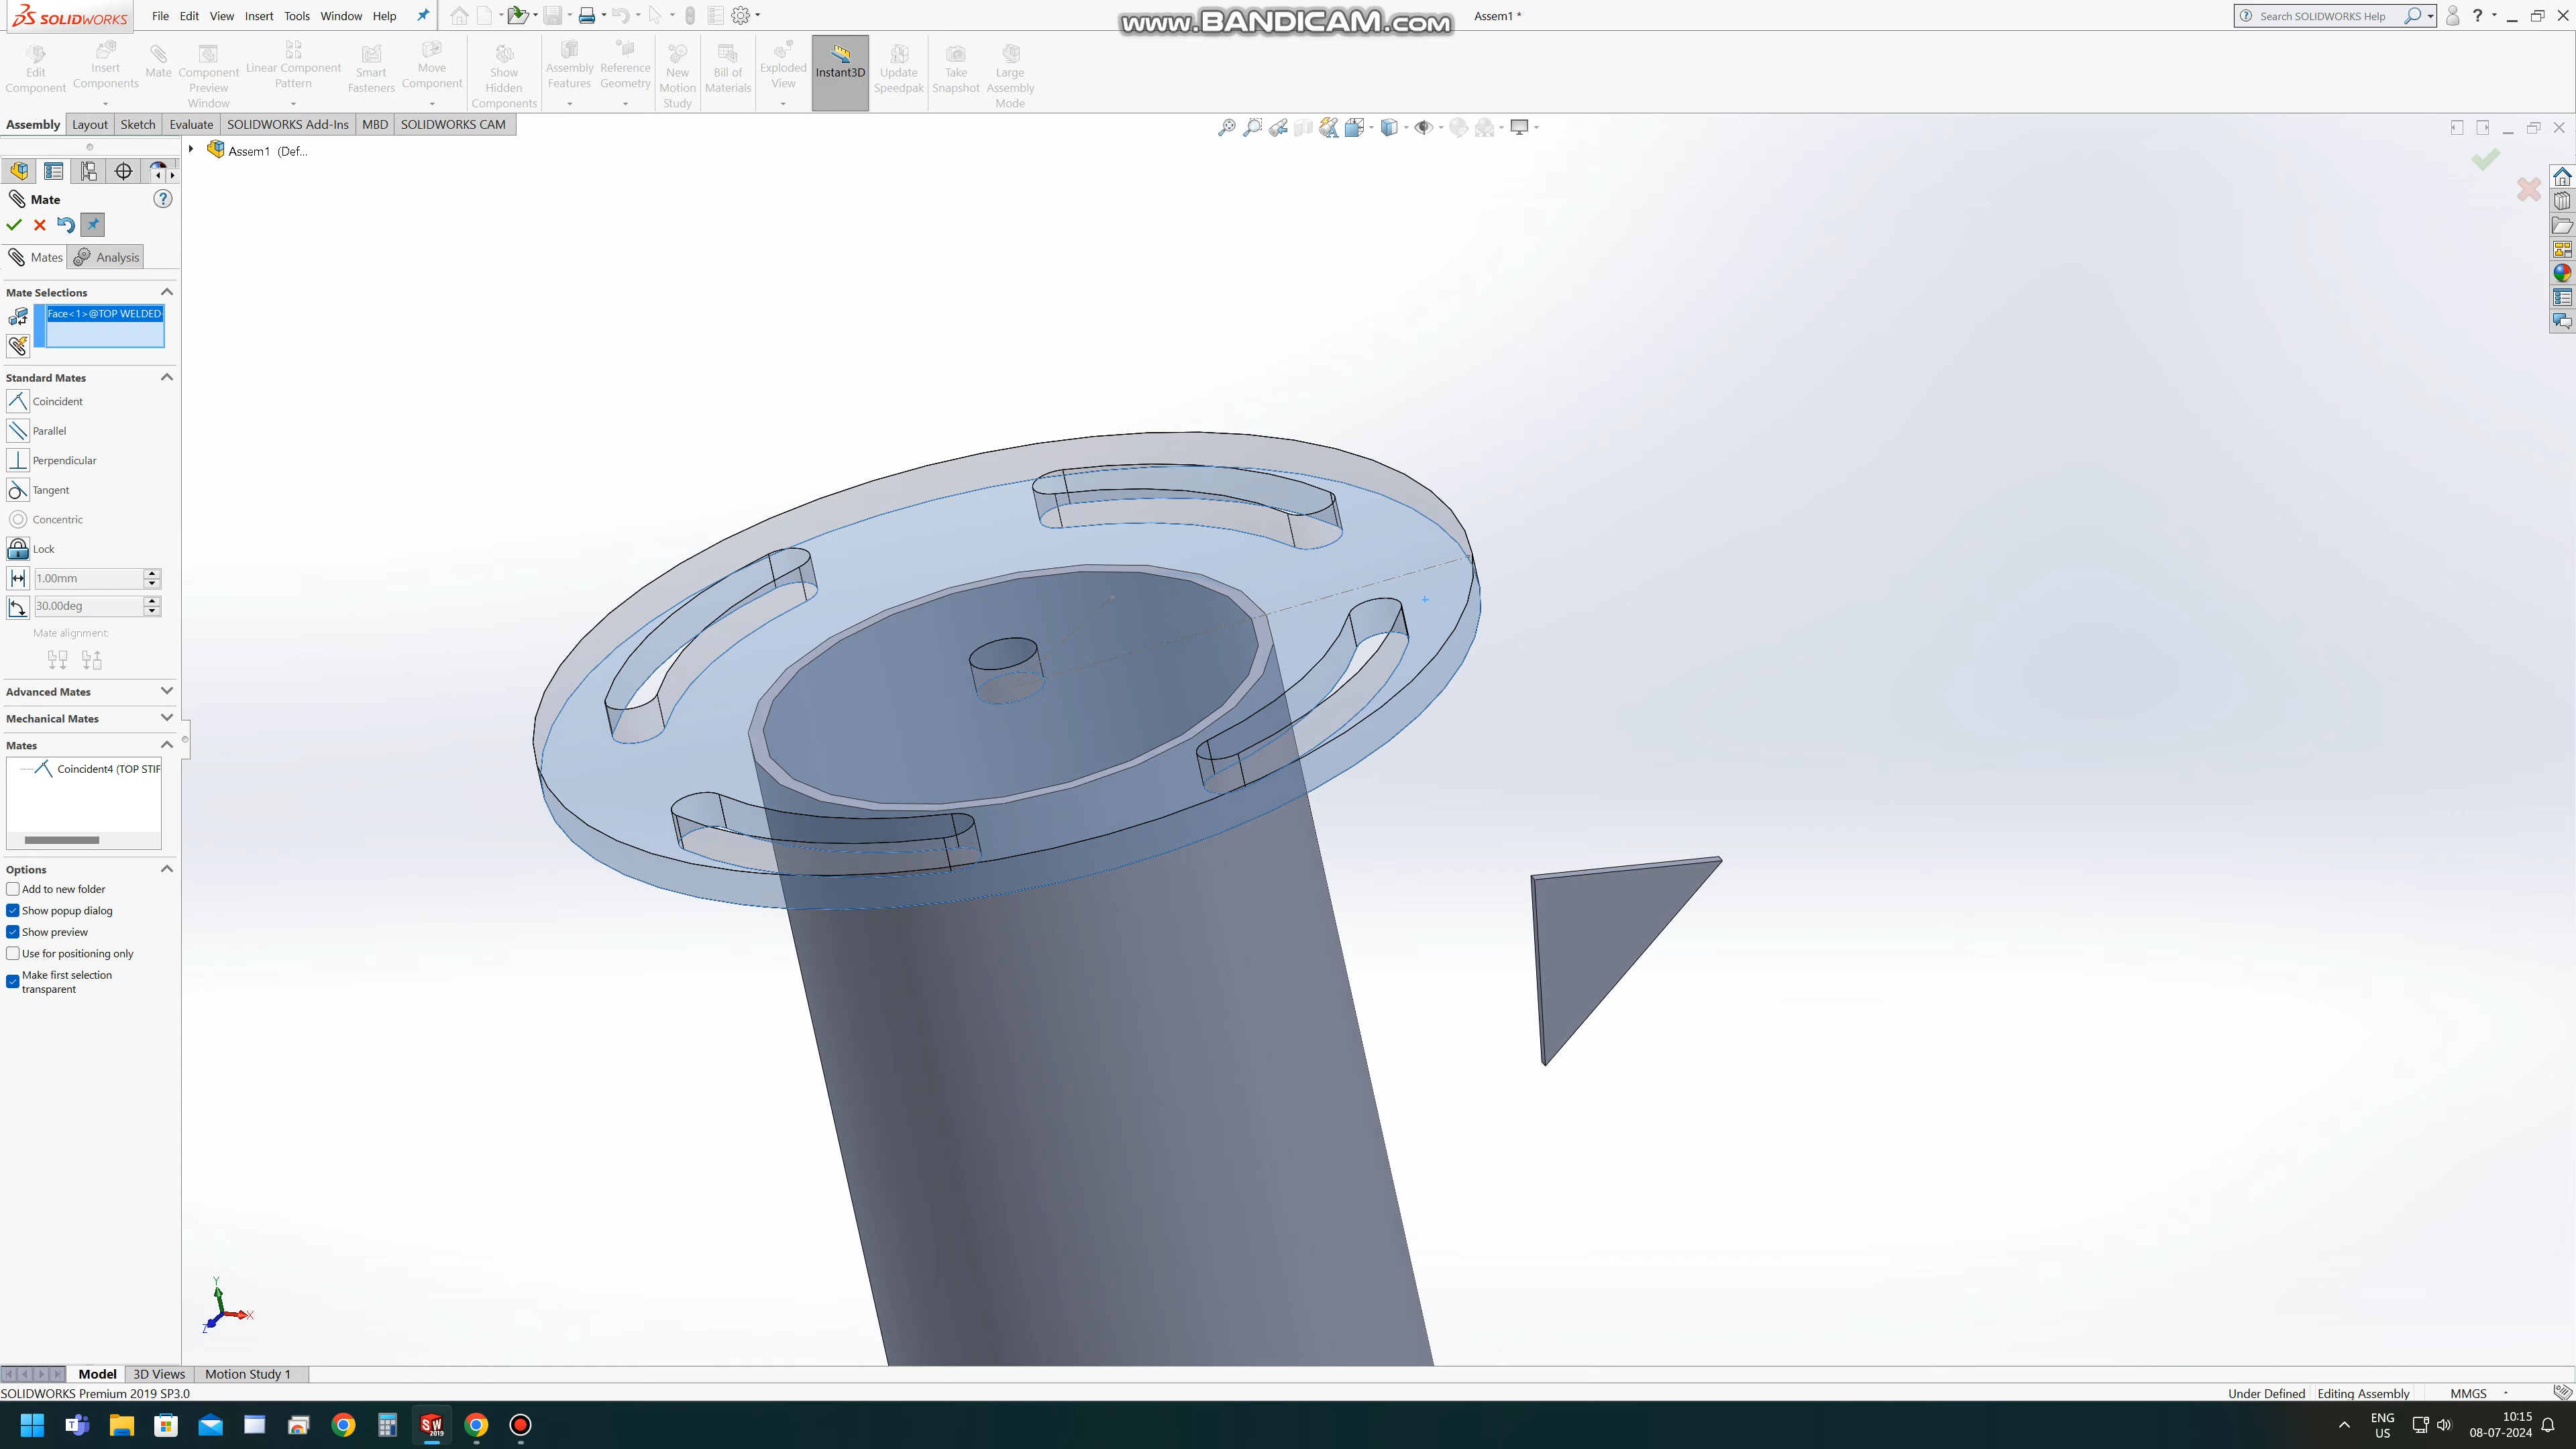 SOLIDWORKS File Edit View Insert Tools Window Help
www.BANDICAM.com
Assem1 *
Search SOLIDWORKS Help
Edit Component
Insert Components
Mate
Component Preview Window
Linear Component Pattern
Smart Fasteners
Move Component
Show Hidden Components
Assembly Features
Reference Geometry
New Motion Study
Bill of Materials
Exploded View
Instant3D
Update Speedpak
Take Snapshot
Large Assembly Mode
Assembly Layout Sketch Evaluate SOLIDWORKS Add-Ins MBD SOLIDWORKS CAM
Assem1 (Def...
Mate
Mates Analysis
Mate Selections
Face<1>@TOP WELDED-
Standard Mates
Coincident
Parallel
Perpendicular
Tangent
Concentric
Lock
1.00mm
30.00deg
Mate alignment:
Advanced Mates
Mechanical Mates
Mates
Coincident4 (TOP STIF
Options
Add to new folder
Show popup dialog
Show preview
Use for positioning only
Make first selection
transparent
Y
X
Z
Model 3D Views Motion Study 1
SOLIDWORKS Premium 2019 SP3.0
Under Defined Editing Assembly MMGS
ENG
US
10:15
08-07-2024